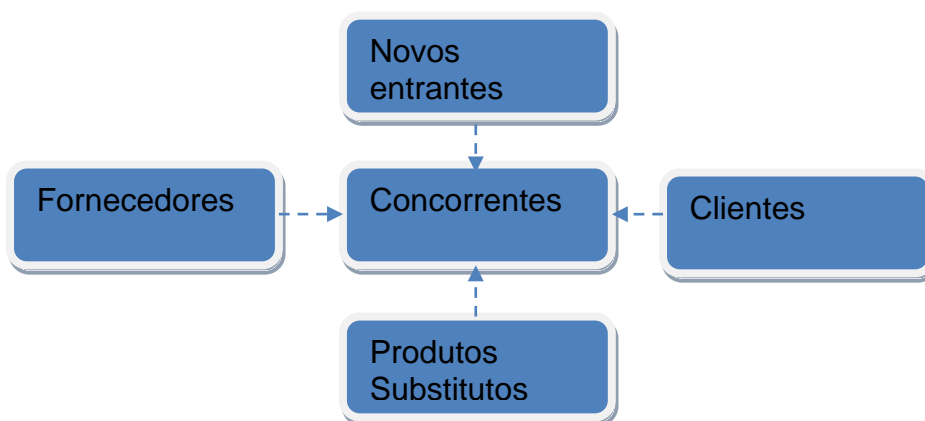 Novos
entrantes
Fornecedores
Concorrentes
Clientes
Produtos
Substitutos